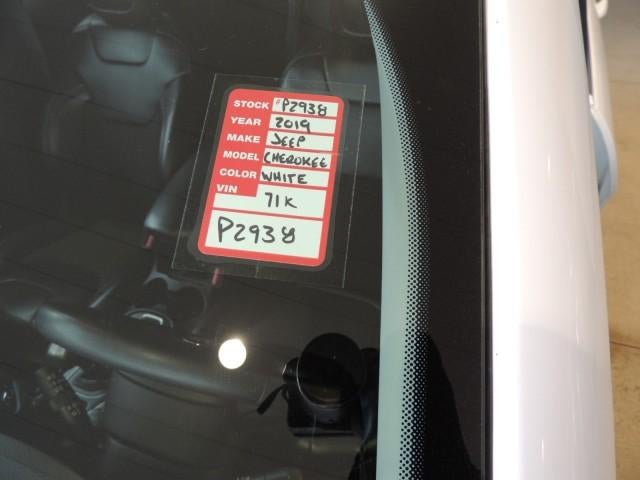 STOCK #P2938
YEAR 2019
MAKE JEEP
MODEL CHEROKEE
COLOR WHITE
VIN 71K
P2938